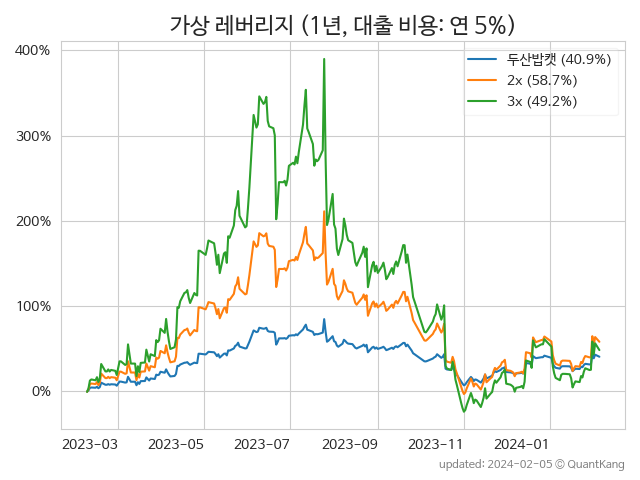 가상 레버리지 (1년, 대출 비용: 연 5%)
400%
300%
200%
100%
0%
두산밥캣 (40.9%)
2x (58.7%)
3x (49.2%)
2023-03
2023-05
2023-07
2023-09
2023-11
2024-01
updated: 2024-02-05 © QuantKang